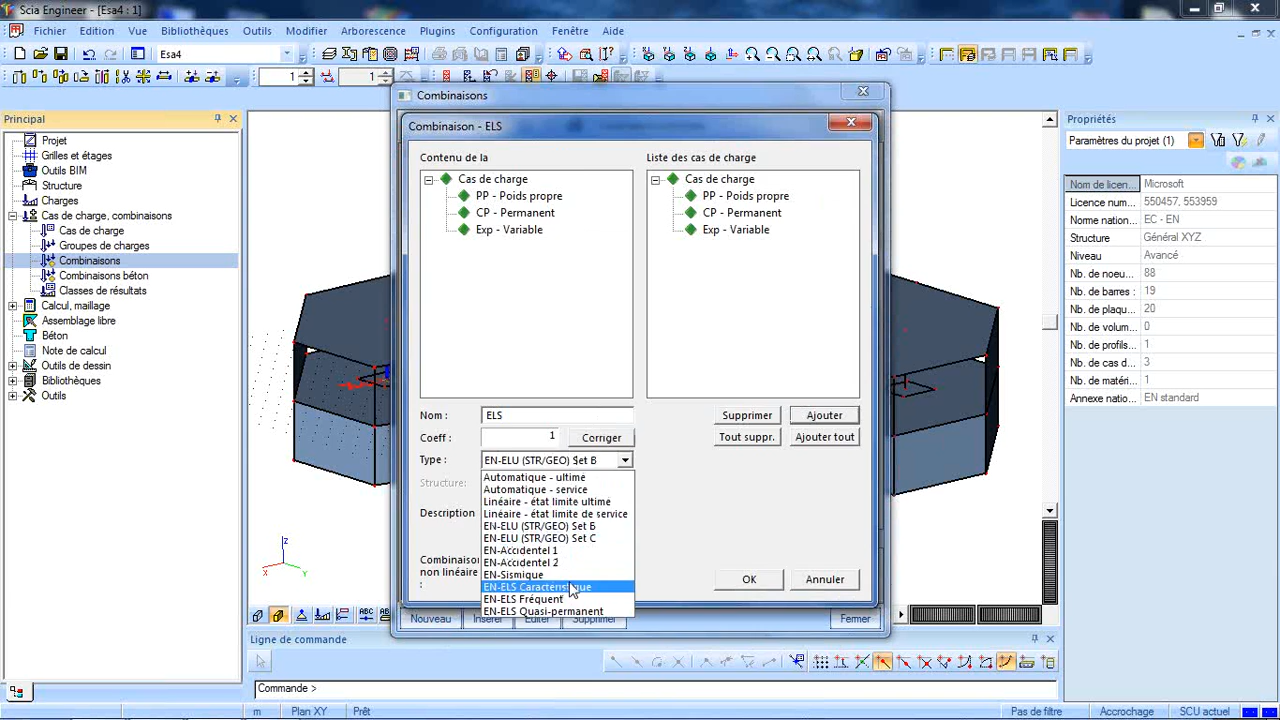 Scia Engineer - [Esa4 : 1]
Fichier Edition Vue Bibliothèques Outils Modifier Arborescence Plugins Configuration Fenêtre Aide
Esa4
1 1
Principal
Projet
Grilles et étages
Outils BIM
Structure
Charges
Cas de charge, combinaisons
Cas de charge
Groupes de charges
Combinaisons
Combinaisons béton
Classes de résultats
Calcul, maillage
Assemblage libre
Béton
Note de calcul
Outils de dessin
Bibliothèques
Outils
Combinaisons
Combinaison - ELS
Contenu de la
Cas de charge
PP - Poids propre
CP - Permanent
Exp - Variable
Liste des cas de charge
Cas de charge
PP - Poids propre
CP - Permanent
Exp - Variable
Nom : ELS
Supprimer Ajouter
Coeff : 1 Corriger
Tout suppr. Ajouter tout
Type : EN-ELU (STR/GEO) Set B
Structure:
Description
Combinaison
non linéaire
:
Automatique - ultime
Automatique - service
Linéaire - état limite ultime
Linéaire - état limite de service
EN-ELU (STR/GEO) Set B
EN-ELU (STR/GEO) Set C
EN-Accidentel 1
EN-Accidentel 2
EN-Sismique
EN-ELS Caractéristique
EN-ELS Fréquent
EN-ELS Quasi-permanent
OK Annuler
Nouveau Insérer Editer Supprimer Fermer
Propriétés
Paramètres du projet (1)
Nom de licen... Microsoft
Licence num... 550457, 553959
Nome nation... EC - EN
Structure Général XYZ
Niveau Avancé
Nb. de noeu... 88
Nb. de barres : 19
Nb. de plaqu... 20
Nb. de volum... 0
Nb. de profils... 1
Nb. de cas d... 3
Nb. de matéri... 1
Annexe natio... EN standard
Z
X Y
ABC
Ligne de commande
Commande >
m Plan XY Prêt Pas de filtre Accrochage SCU actuel